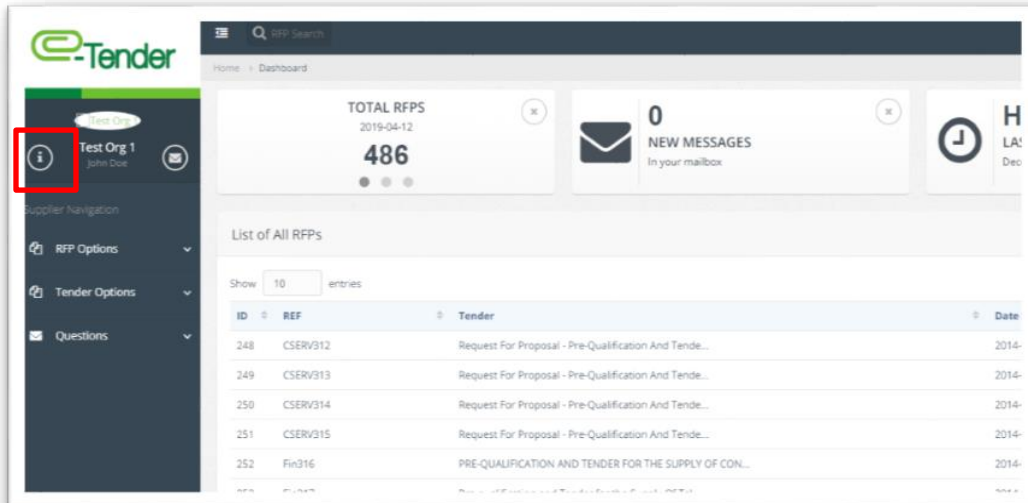 e-Tender
RFP Search
Home > Dashboard
Test Org 1
Test Org 1
John Doe
Supplier Navigation
RFP Options
Tender Options
Questions
TOTAL RFPS
2019-04-12
486
0
NEW MESSAGES
In your mailbox
H
LAS
Dec
List of All RFPs
Show 10 entries
ID REF Tender Date
248 CSERV312 Request For Proposal - Pre-Qualification And Tende... 2014-
249 CSERV313 Request For Proposal - Pre-Qualification And Tende... 2014-
250 CSERV314 Request For Proposal - Pre-Qualification And Tende... 2014-
251 CSERV315 Request For Proposal - Pre-Qualification And Tende... 2014-
252 Fin316 PRE-QUALIFICATION AND TENDER FOR THE SUPPLY OF CON... 2014-